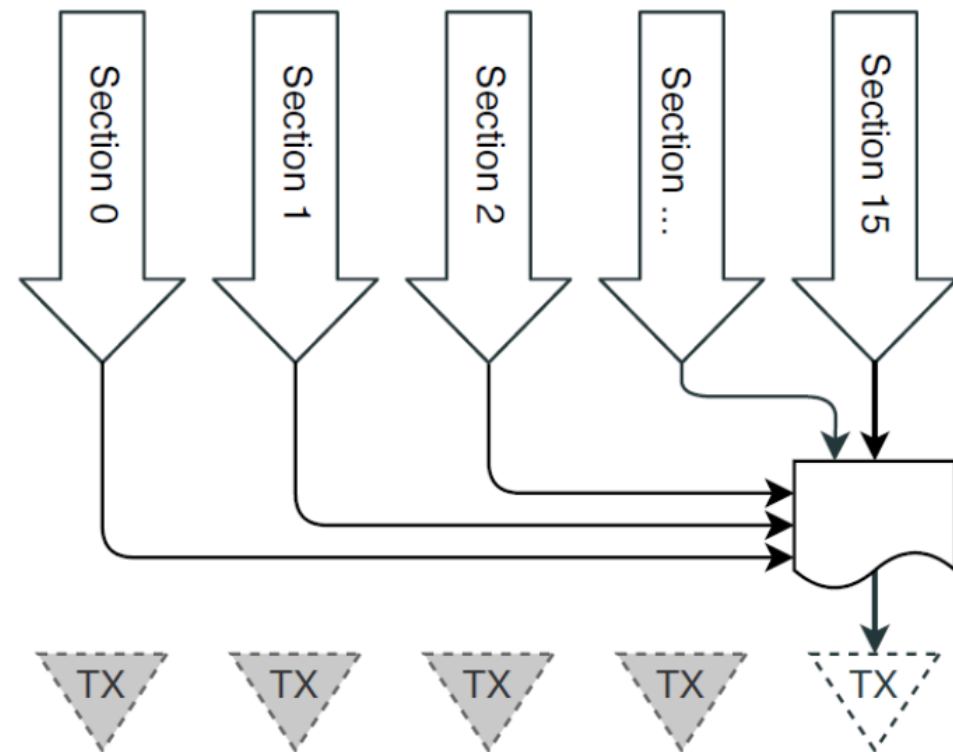 Section 0
Section 1
Section 2
Section ...
Section 15
TX
TX
TX
TX
TX